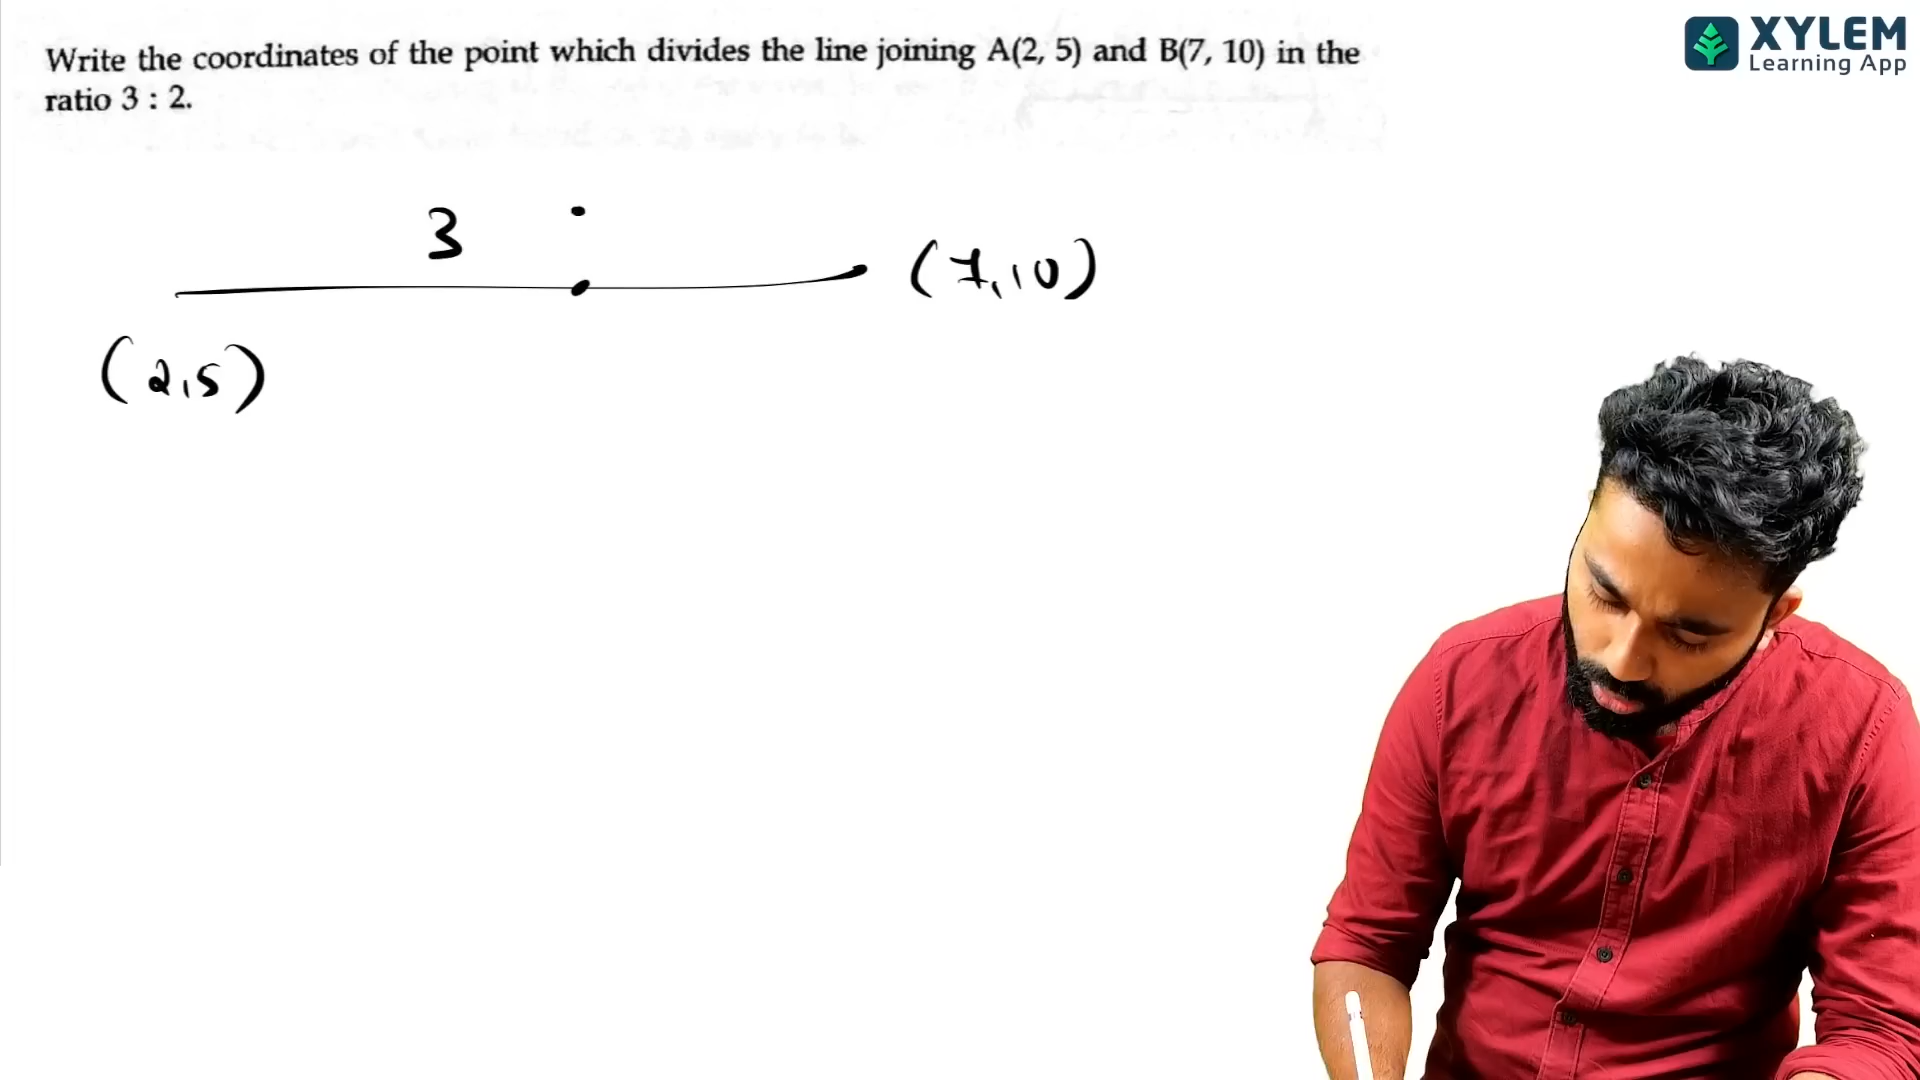 Write the coordinates of the point which divides the line joining A(2, 5) and B(7, 10) in the
ratio 3 : 2.
XYLEM
Learning App
3 :
(7,10)
(2,5)